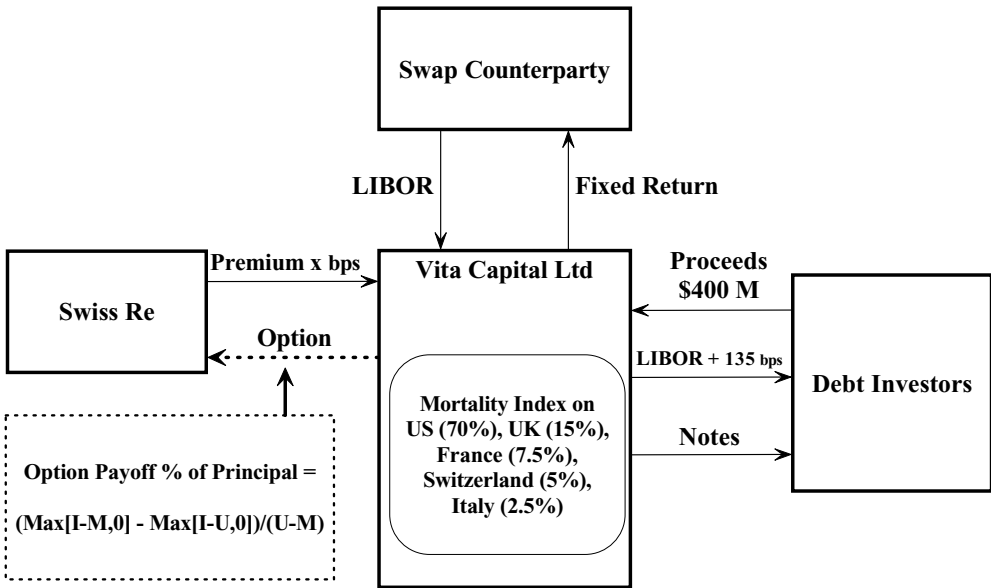 Swap Counterparty
LIBOR
Fixed Return
Swiss Re
Premium x bps
Option
Vita Capital Ltd
Mortality Index on
US (70%), UK (15%),
France (7.5%),
Switzerland (5%),
Italy (2.5%)
Proceeds
$400 M
LIBOR + 135 bps
Notes
Debt Investors
Option Payoff % of Principal =
(Max[I-M,0] - Max[I-U,0])/(U-M)